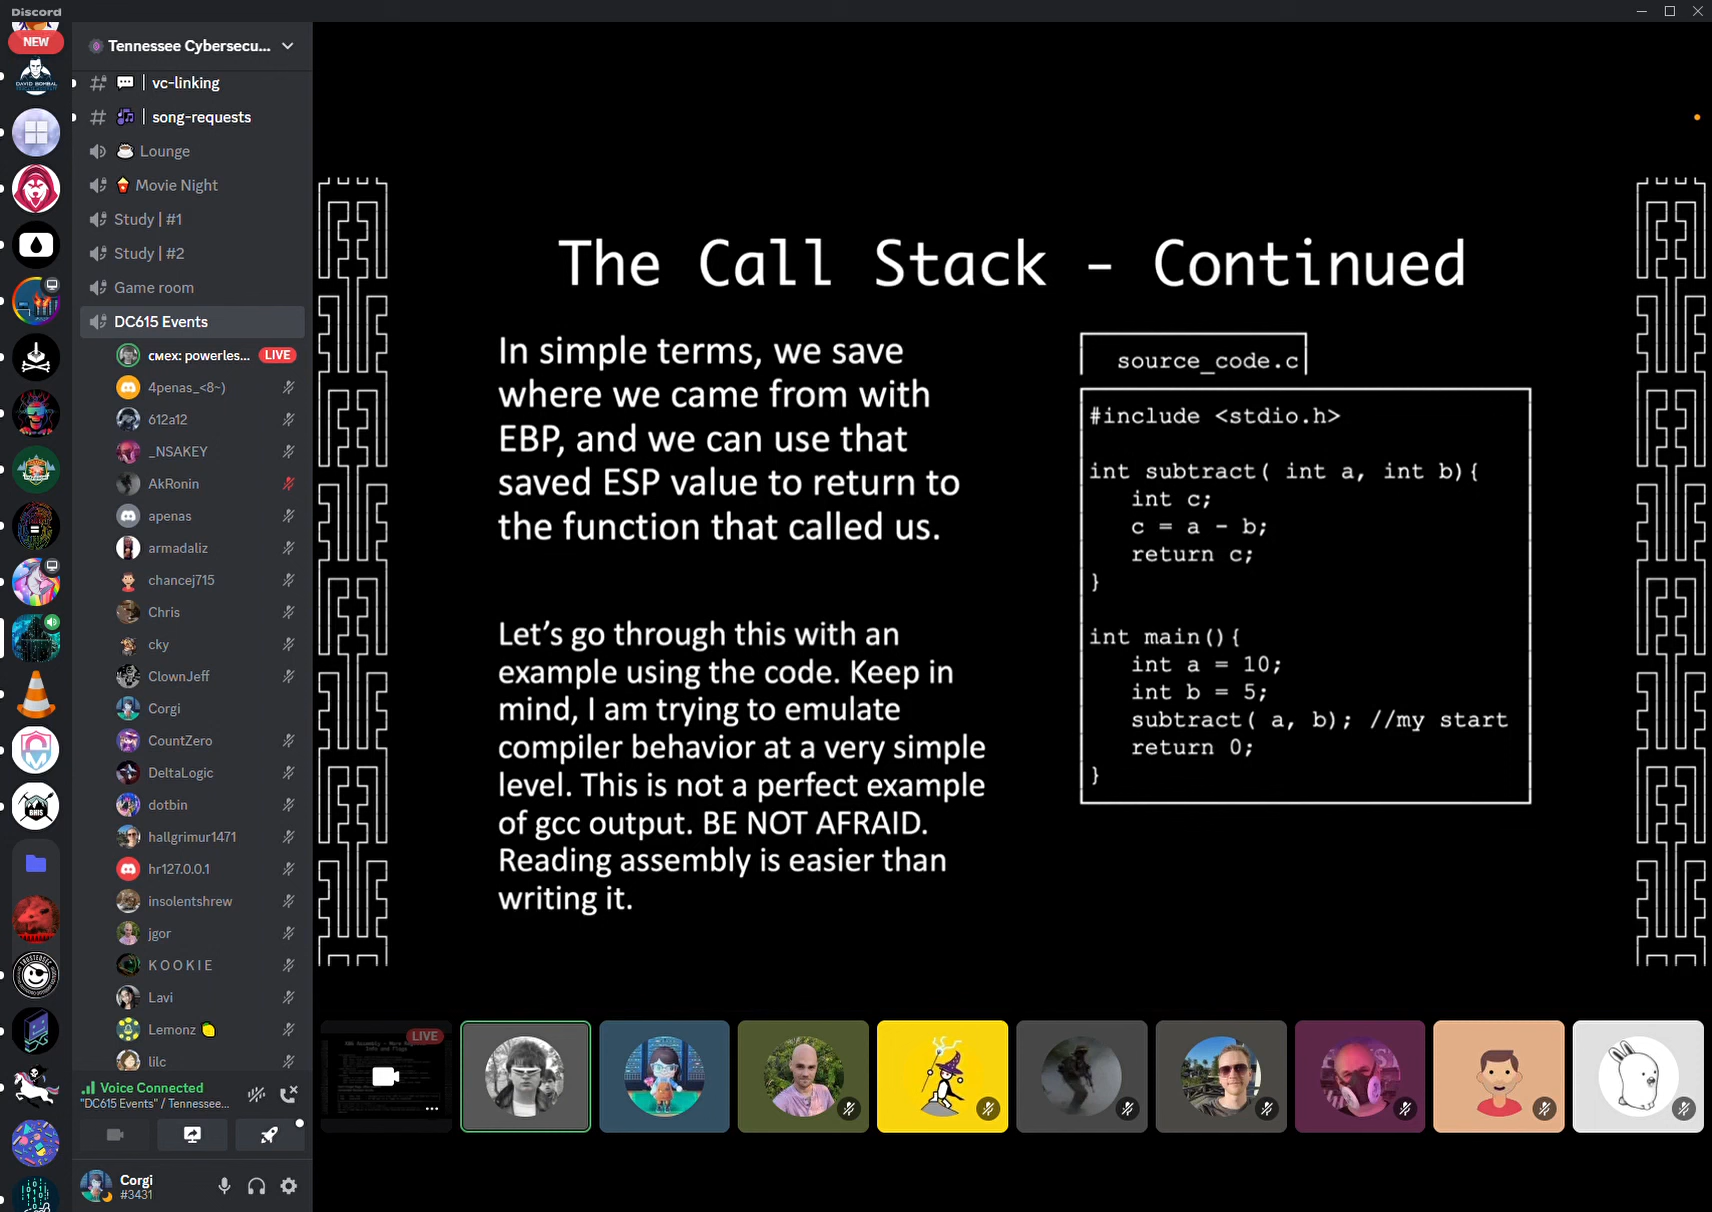 Discord
NEW
DAVID BOMBAL
Tennessee Cybersecu...
# | vc-linking
# | song-requests
Lounge
Movie Night
Study | #1
Study | #2
Game room
DC615 Events
смех: powerles...
LIVE
4penas_<8~)
612a12
_NSAKEY
AkRonin
apenas
armadaliz
chancej715
Chris
cky
ClownJeff
Corgi
CountZero
DeltaLogic
dotbin
hallgrimur1471
hr127.0.0.1
insolentshrew
jgor
K O O K I E
Lavi
Lemonz
lilc
Voice Connected
"DC615 Events" / Tennessee...
Corgi
#3431
BHIS
TRUSTEDSEC
The Call Stack - Continued
In simple terms, we save
where we came from with
EBP, and we can use that
saved ESP value to return to
the function that called us.
Let's go through this with an
example using the code. Keep in
mind, I am trying to emulate
compiler behavior at a very simple
level. This is not a perfect example
of gcc output. BE NOT AFRAID.
Reading assembly is easier than
writing it.
source_code.c
#include <stdio.h>
int subtract( int a, int b){
int c;
c = a - b;
return c;
}
int main(){
int a = 10;
int b = 5;
subtract( a, b); //my start
return 0;
}
LIVE